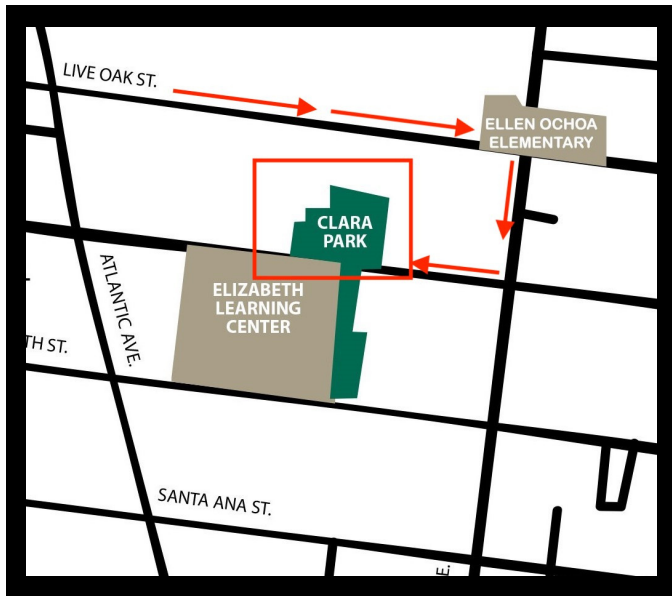 LIVE OAK ST.
ELLEN OCHOA
ELEMENTARY
CLARA
PARK
ELIZABETH
LEARNING
CENTER
ATLANTIC AVE.
TH ST.
SANTA ANA ST.
E.